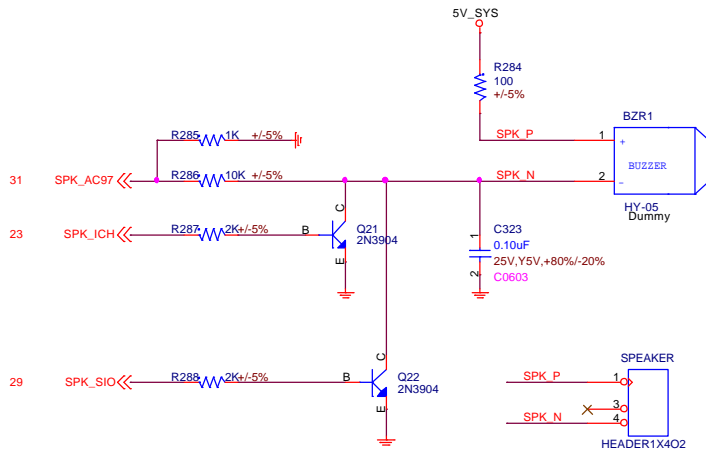 5V_SYS
R284
100
+/-5%
BZR1
SPK_P
1
+
BUZZER
SPK_N
2
-
HY-05
Dummy
R285
1K
+/-5%
31
SPK_AC97
R286
10K
+/-5%
23
SPK_ICH
R287
2K
+/-5%
B
C
E
Q21
2N3904
1
2
C323
0.10uF
25V,Y5V,+80%/-20%
C0603
29
SPK_SIO
R288
2K
+/-5%
B
C
E
Q22
2N3904
SPEAKER
SPK_P
1
3
SPK_N
4
HEADER1X4O2